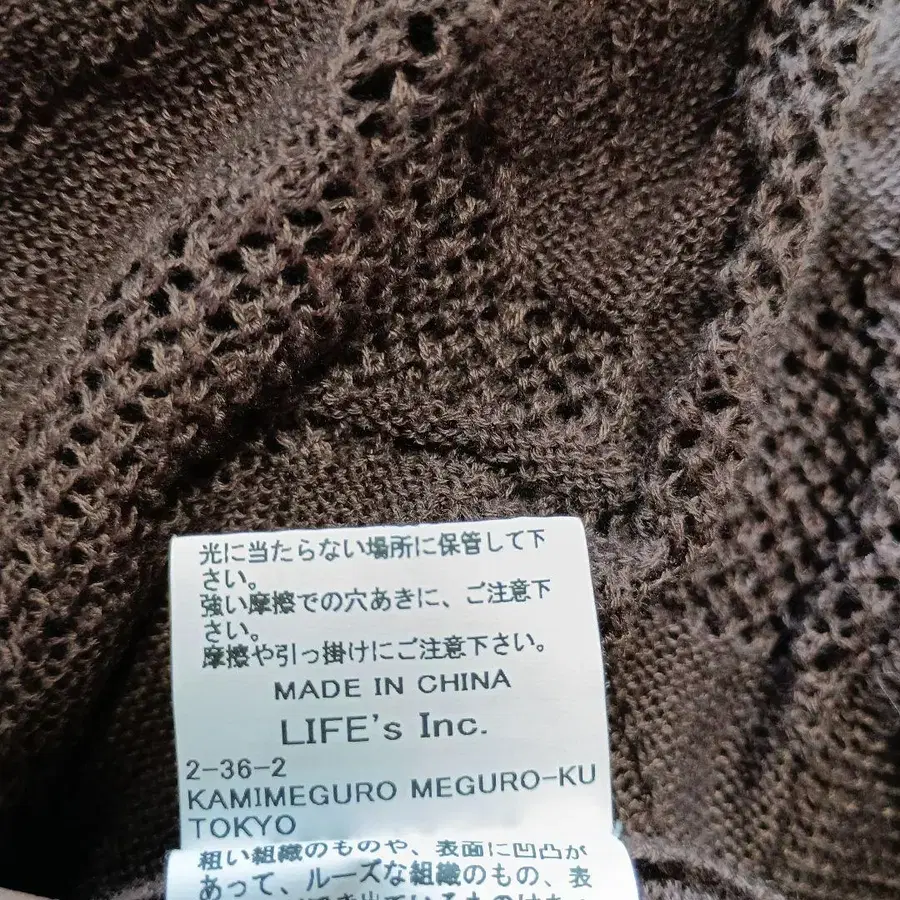 光に当たらない場所に保管して下
さい。
強い摩擦での穴あきに、ご注意下
さい。
摩擦や引っ掛けにご注意下さい。
MADE IN CHINA
LIFE's Inc.
2-36-2
KAMIMEGURO MEGURO-KU
TOKYO
粗い組織のものや、表面に凹凸が
あって、ルーズな組織のもの、表